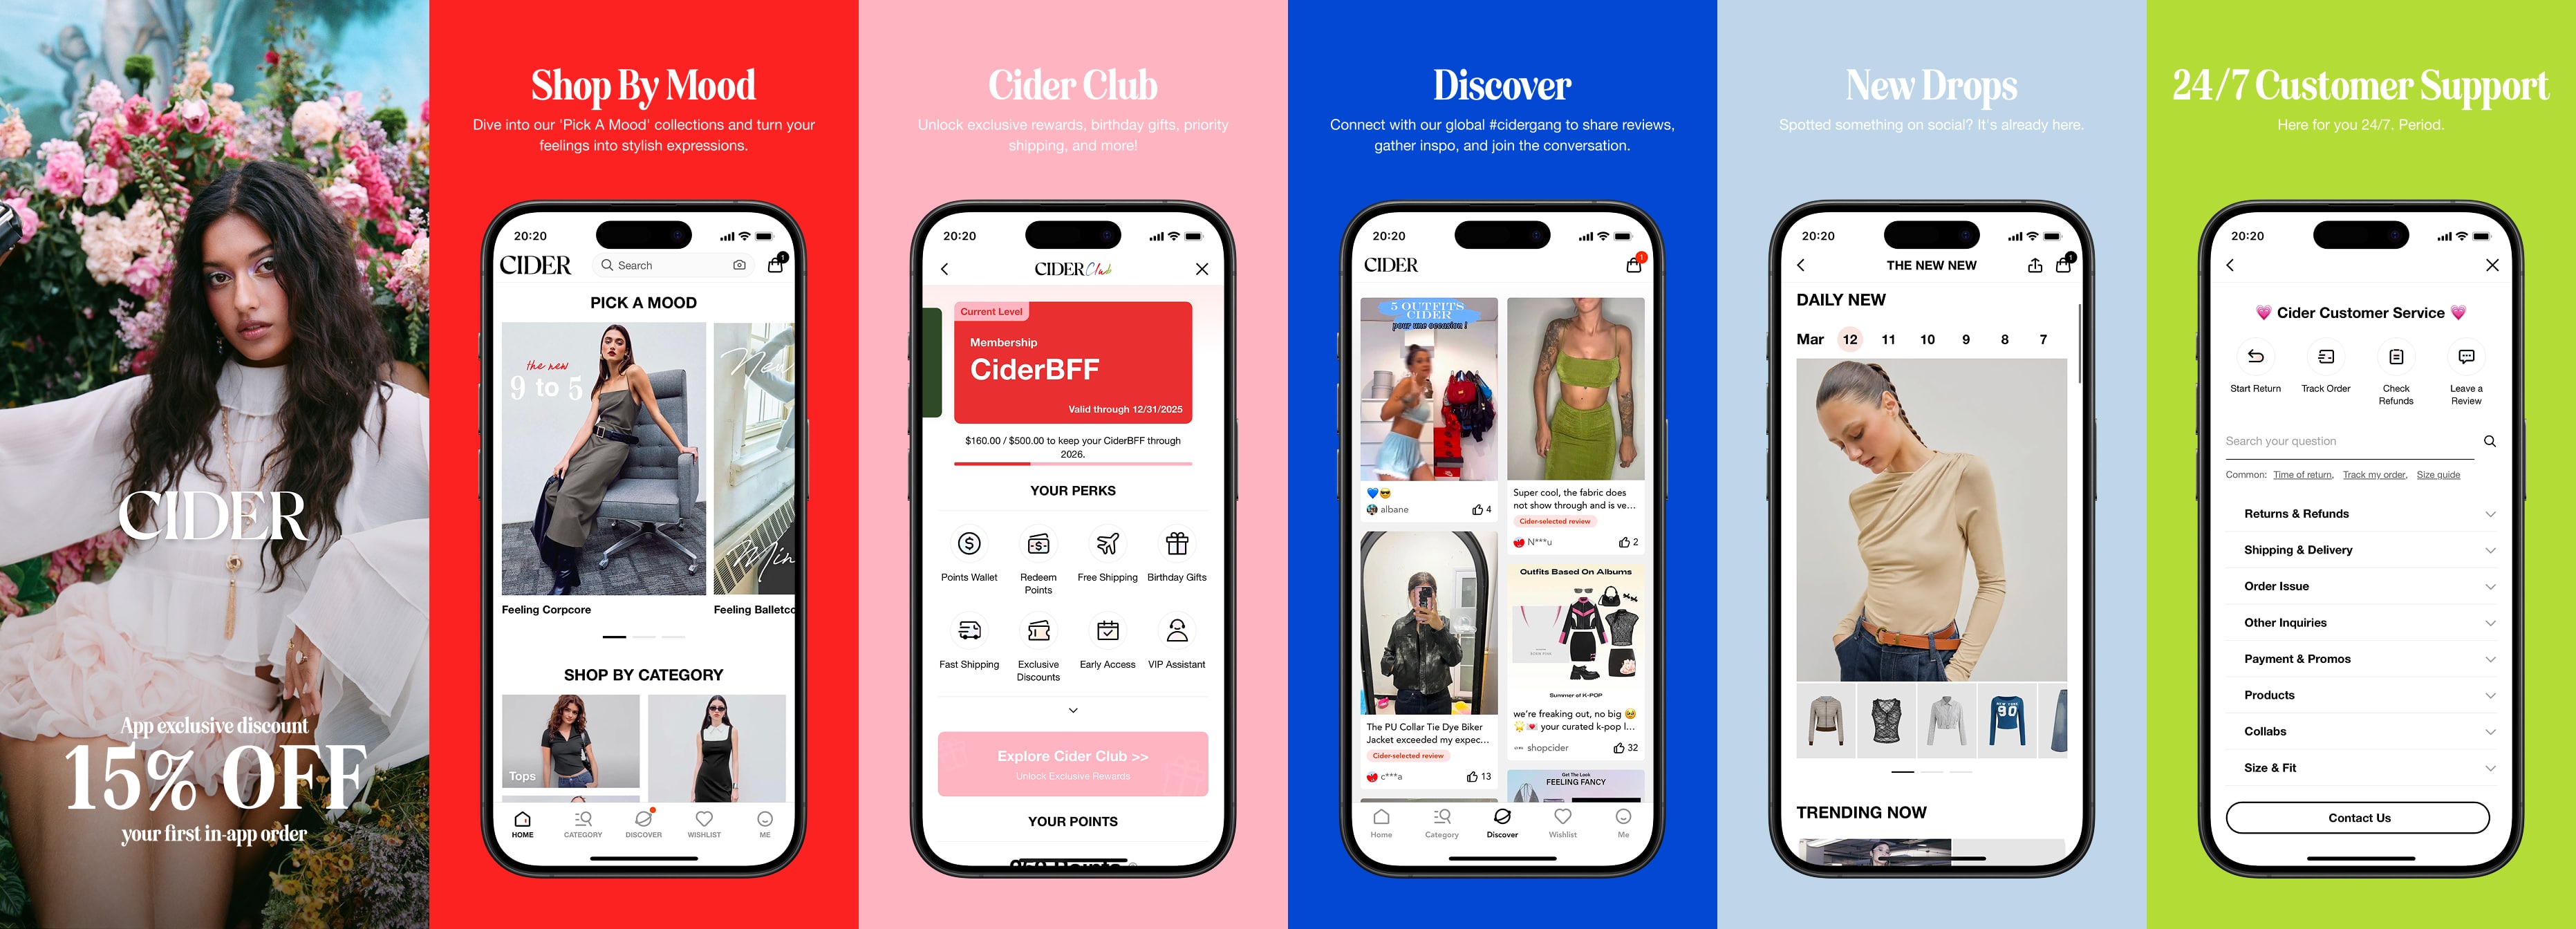 CIDER
App exclusive discount
15% OFF
your first in-app order
Shop By Mood
Dive into our 'Pick A Mood' collections and turn your
feelings into stylish expressions.
20:20
CIDER
Search
1
PICK A MOOD
the new
9 to 5
New
Min
Feeling Corpcore
Feeling Balletco
SHOP BY CATEGORY
Tops
HOME
CATEGORY
DISCOVER
WISHLIST
ME
Cider Club
Unlock exclusive rewards, birthday gifts, priority
shipping, and more!
20:20
CIDER Club
Current Level
Membership
CiderBFF
Valid through 12/31/2025
$160.00 / $500.00 to keep your CiderBFF through
2026.
YOUR PERKS
Points Wallet
Redeem
Points
Free Shipping
Birthday Gifts
Fast Shipping
Exclusive
Discounts
Early Access
VIP Assistant
Explore Cider Club >>
Unlock Exclusive Rewards
YOUR POINTS
Discover
Connect with our global #cidergang to share reviews,
gather inspo, and join the conversation.
20:20
CIDER
1
5 OUTFITS
CIDER
pour une occasion !
💙😎
albane
4
Super cool, the fabric does
not show through and is ve...
Cider-selected review
N***u
2
The PU Collar Tie Dye Biker
Jacket exceeded my expec...
Cider-selected review
c***a
13
Outfits Based On Albums
Summer of K-POP
we're freaking out, no big 🥹
🌟💌 your curated k-pop l...
shopcider
32
Get The Look
FEELING FANCY
Home
Category
Discover
Wishlist
Me
New Drops
Spotted something on social? It's already here.
20:20
THE NEW NEW
1
DAILY NEW
Mar 12 11 10 9 8 7
NEW YORK
90
TRENDING NOW
24/7 Customer Support
Here for you 24/7. Period.
20:20
💗 Cider Customer Service 💗
Start Return
Track Order
Check
Refunds
Leave a
Review
Search your question
Common: Time of return, Track my order, Size guide
Returns & Refunds
Shipping & Delivery
Order Issue
Other Inquiries
Payment & Promos
Products
Collabs
Size & Fit
Contact Us